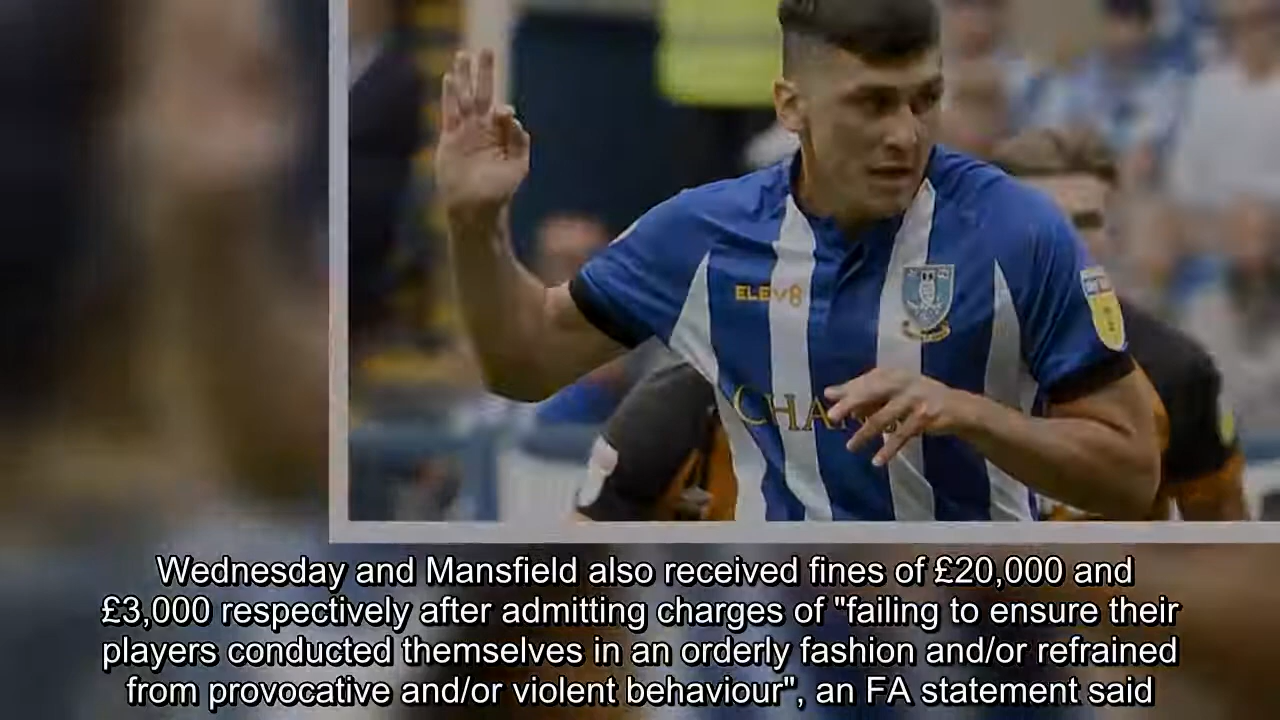 ELEV8
Wednesday and Mansfield also received fines of £20,000 and
£3,000 respectively after admitting charges of "failing to ensure their
players conducted themselves in an orderly fashion and/or refrained
from provocative and/or violent behaviour", an FA statement said